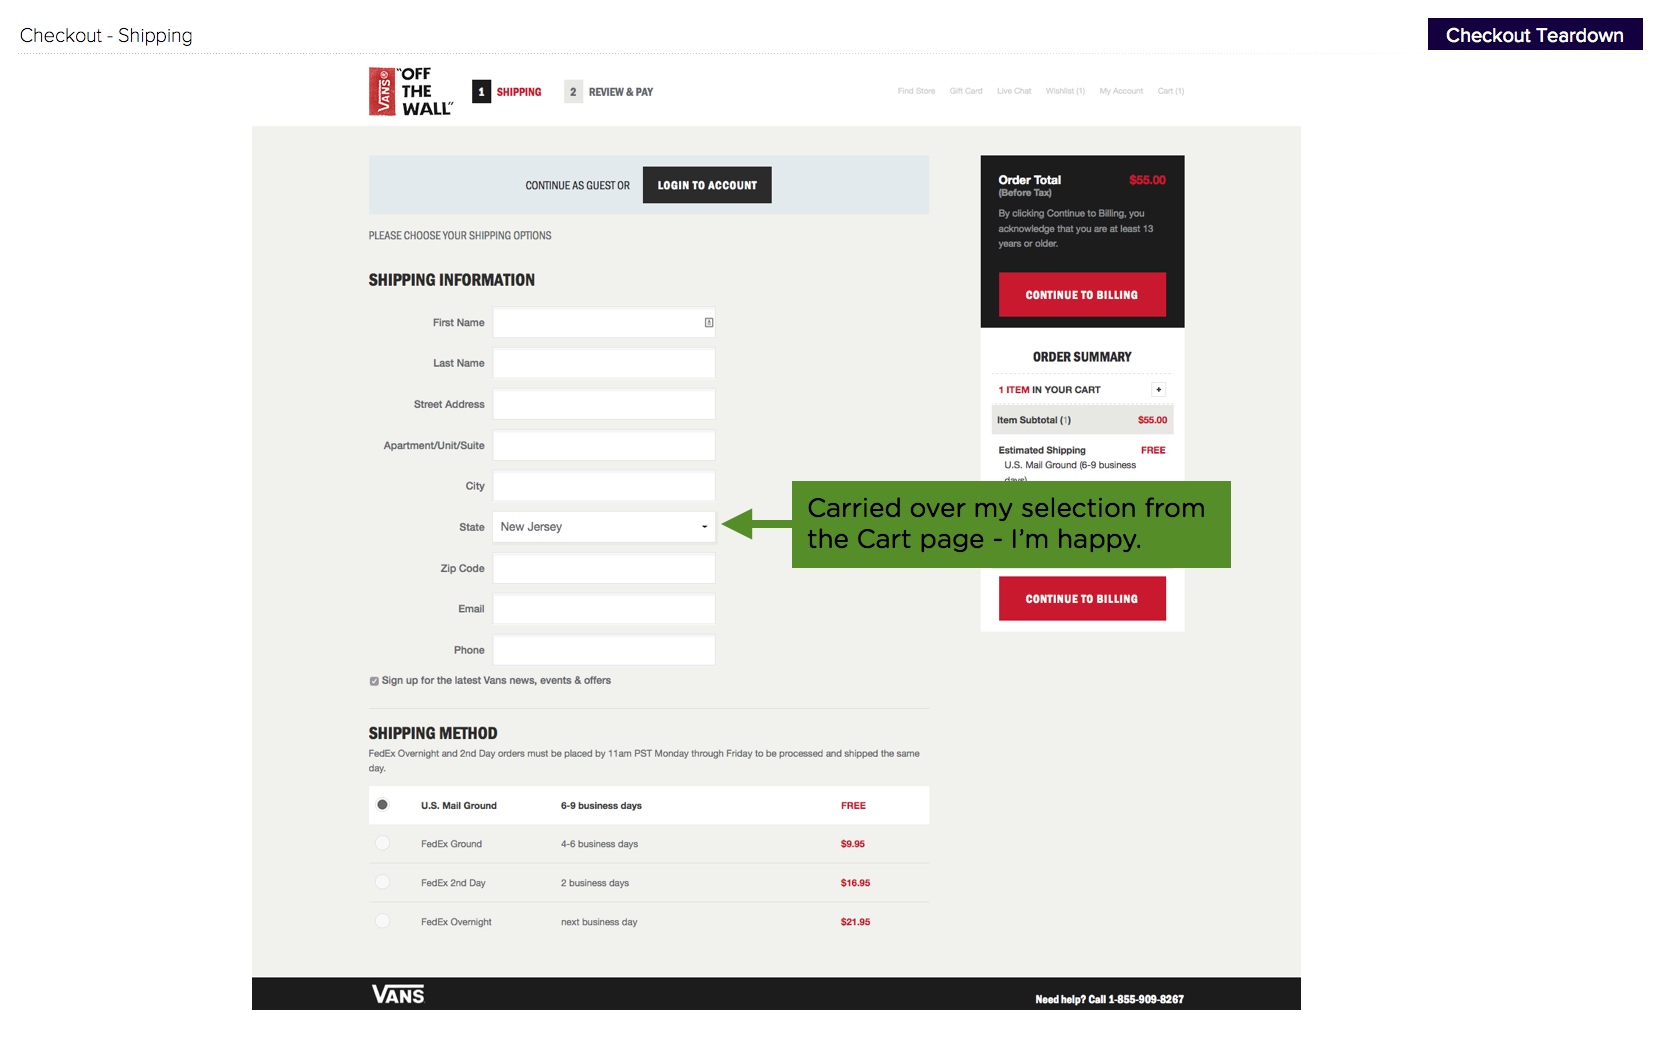 Checkout - Shipping
Checkout Teardown
VANS®
"OFF
THE
WALL"
1 SHIPPING
2 REVIEW & PAY
Find Store Gift Card Live Chat Wishlist (1) My Account Cart (1)
CONTINUE AS GUEST OR
LOGIN TO ACCOUNT
PLEASE CHOOSE YOUR SHIPPING OPTIONS
SHIPPING INFORMATION
First Name
Last Name
Street Address
Apartment/Unit/Suite
City
State New Jersey
Zip Code
Email
Phone
Sign up for the latest Vans news, events & offers
SHIPPING METHOD
FedEx Overnight and 2nd Day orders must be placed by 11am PST Monday through Friday to be processed and shipped the same
day.
U.S. Mail Ground 6-9 business days FREE
FedEx Ground 4-6 business days $9.95
FedEx 2nd Day 2 business days $16.95
FedEx Overnight next business day $21.95
Order Total $55.00
(Before Tax)
By clicking Continue to Billing, you
acknowledge that you are at least 13
years or older.
CONTINUE TO BILLING
ORDER SUMMARY
1 ITEM IN YOUR CART +
Item Subtotal (1) $55.00
Estimated Shipping FREE
U.S. Mail Ground (6-9 business
days)
Carried over my selection from
the Cart page - I'm happy.
CONTINUE TO BILLING
VANS
Need help? Call 1-855-909-8267